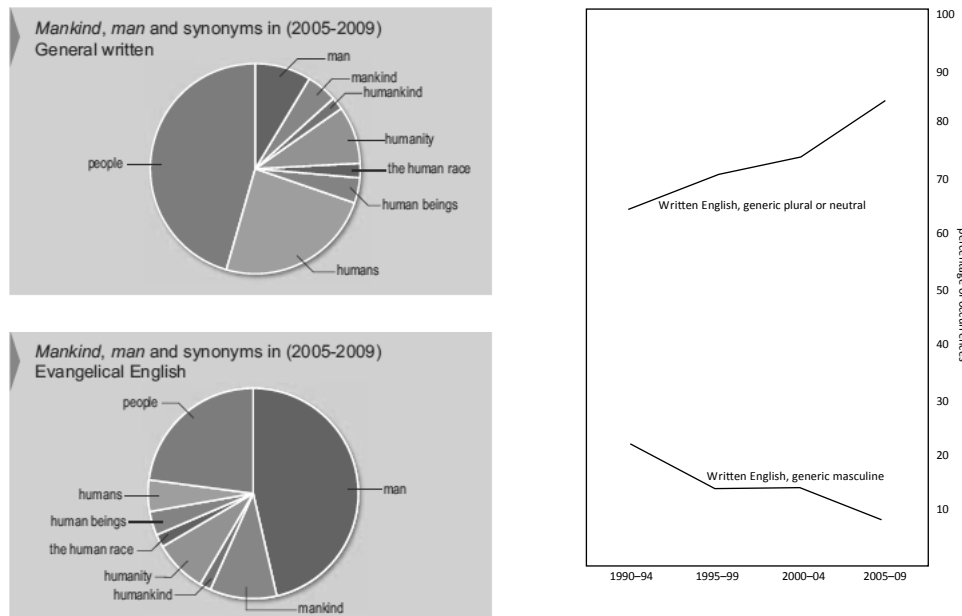 Mankind, man and synonyms in (2005-2009)
General written
man
mankind
humankind
humanity
the human race
human beings
humans
people
Mankind, man and synonyms in (2005-2009)
Evangelical English
people
humans
human beings
the human race
humanity
humankind
mankind
man
100
90
80
70
60
50
40
30
20
10
percentage of occurrences
Written English, generic plural or neutral
Written English, generic masculine
1990–94
1995–99
2000–04
2005–09